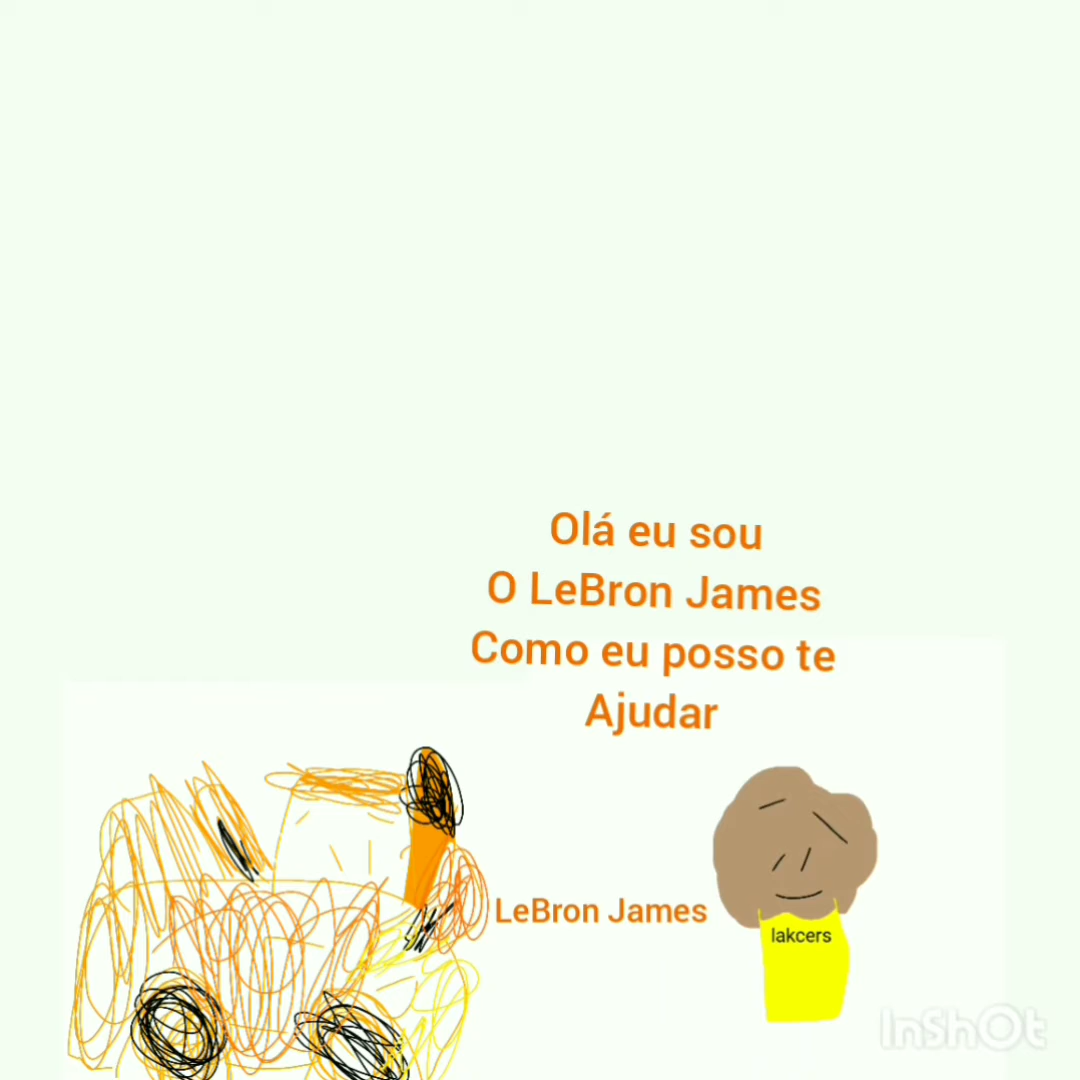 Olá eu sou
O LeBron James
Como eu posso te
Ajudar
LeBron James
lakcers
InShOt